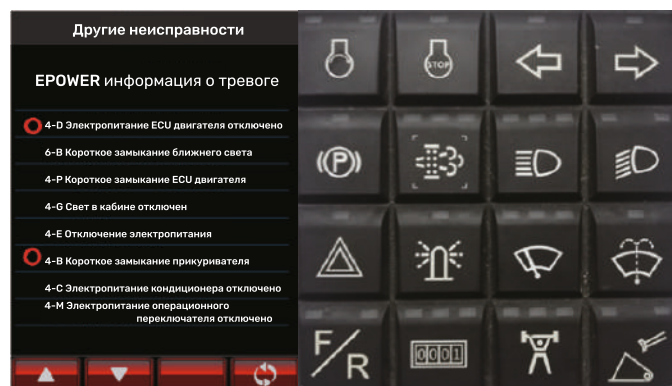 Другие неисправности
EPOWER информация о тревоге
4-D Электропитание ECU двигателя отключено
6-B Короткое замыкание ближнего света
4-P Короткое замыкание ECU двигателя
4-G Свет в кабине отключен
4-E Отключение электропитания
4-B Короткое замыкание прикуривателя
4-C Электропитание кондиционера отключено
4-M Электропитание операционного
переключателя отключено
STOP
(P)
F/R
0001